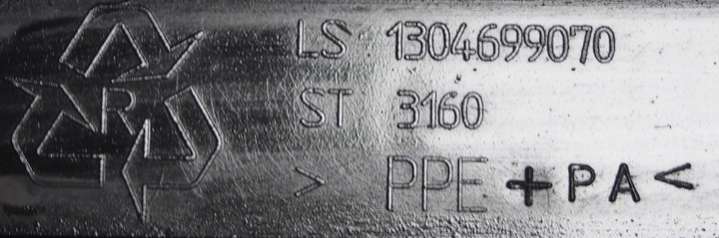 R
LS 1304699070
ST 3160
> PPE + PA <